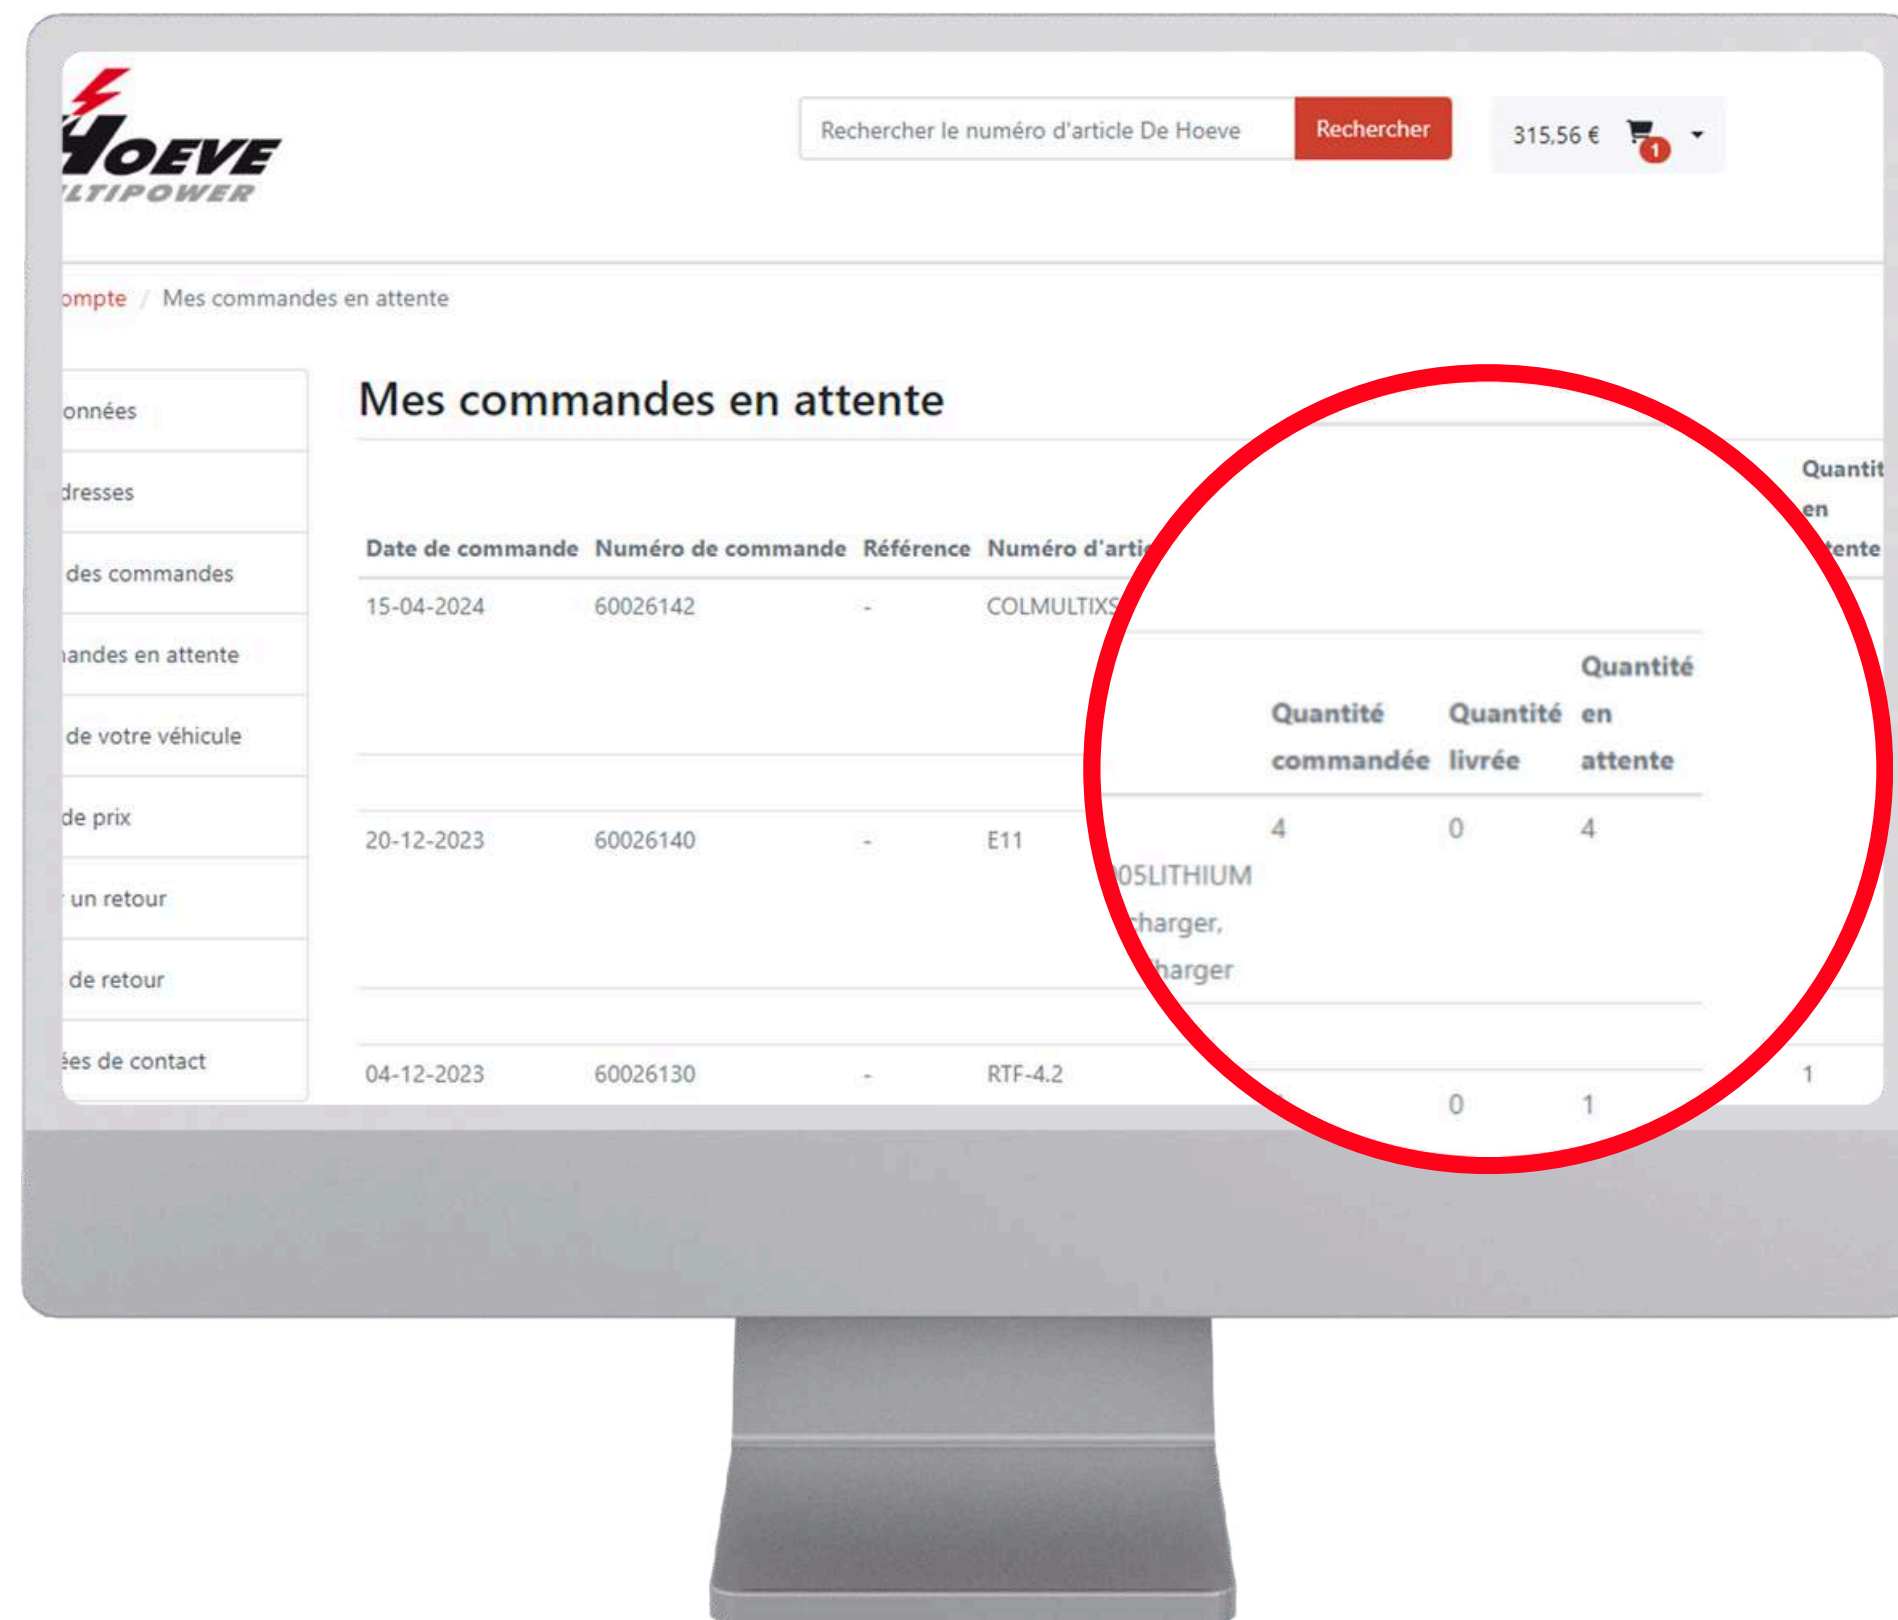 HOEVE
LTIPOWER
Rechercher le numéro d'article De Hoeve
Rechercher
315,56 €
1
ompte / Mes commandes en attente
onnées
dresses
des commandes
andes en attente
de votre véhicule
de prix
un retour
de retour
ées de contact
Mes commandes en attente
Date de commande Numéro de commande Référence Numéro d'artic
Quantit
en
tente
15-04-2024 60026142 - COLMULTIXS
20-12-2023 60026140 - E11
04-12-2023 60026130 - RTF-4.2
1
Quantité commandée
Quantité livrée
Quantité en attente
4 0 4
005LITHIUM
charger,
harger
0 1